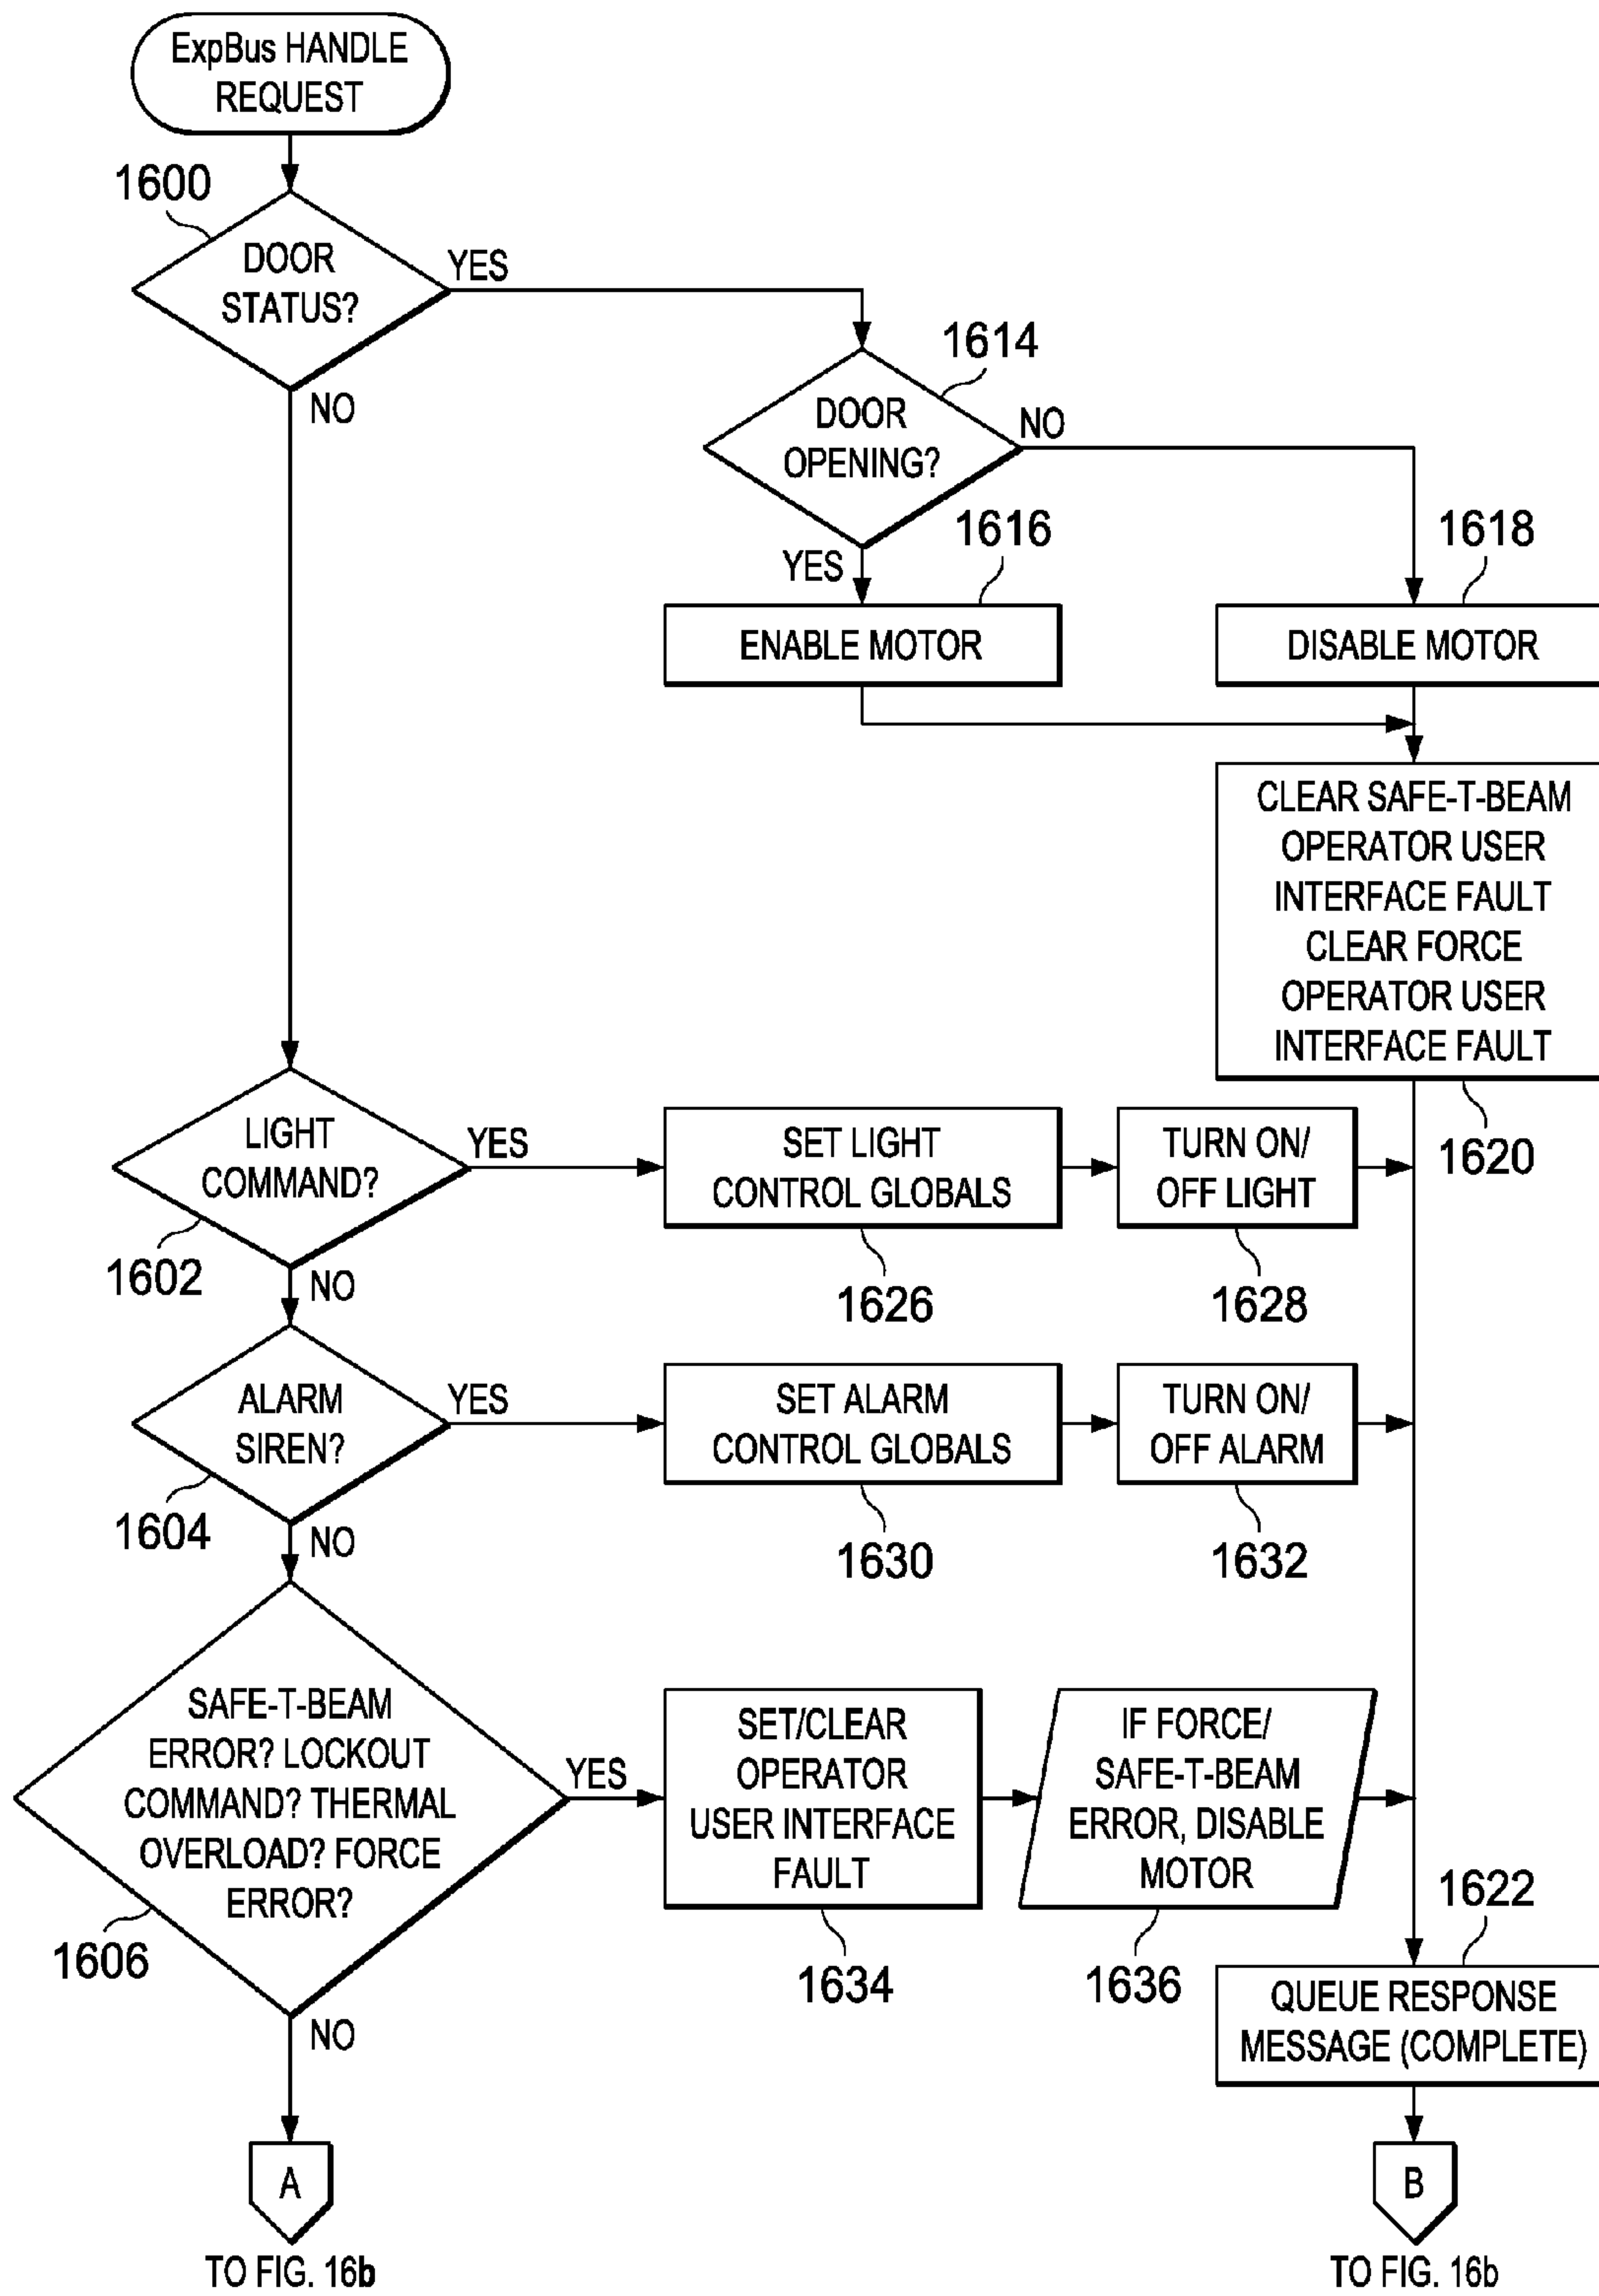 ExpBus HANDLE
REQUEST
1600
DOOR
STATUS?
YES
NO
1614
DOOR
OPENING?
NO
YES
1616
ENABLE MOTOR
1618
DISABLE MOTOR
CLEAR SAFE-T-BEAM
OPERATOR USER
INTERFACE FAULT
CLEAR FORCE
OPERATOR USER
INTERFACE FAULT
1620
LIGHT
COMMAND?
YES
1602
NO
SET LIGHT
CONTROL GLOBALS
1626
TURN ON/
OFF LIGHT
1628
ALARM
SIREN?
YES
1604
NO
SET ALARM
CONTROL GLOBALS
1630
TURN ON/
OFF ALARM
1632
SAFE-T-BEAM
ERROR? LOCKOUT
COMMAND? THERMAL
OVERLOAD? FORCE
ERROR?
YES
1606
NO
SET/CLEAR
OPERATOR
USER INTERFACE
FAULT
1634
IF FORCE/
SAFE-T-BEAM
ERROR, DISABLE
MOTOR
1636
1622
QUEUE RESPONSE
MESSAGE (COMPLETE)
A
TO FIG. 16b
B
TO FIG. 16b